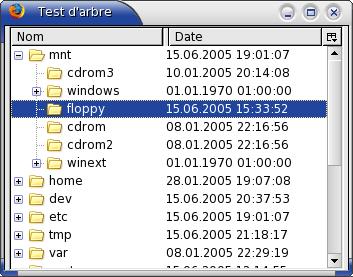 Test d'arbre
Nom Date
mnt 15.06.2005 19:01:07
cdrom3 10.01.2005 20:14:08
windows 01.01.1970 01:00:00
floppy 15.06.2005 15:33:52
cdrom 08.01.2005 22:16:56
cdrom2 08.01.2005 22:16:56
winext 01.01.1970 01:00:00
home 28.01.2005 19:07:08
dev 15.06.2005 20:37:53
etc 15.06.2005 19:01:07
tmp 15.06.2005 21:18:17
var 08.01.2005 22:29:19